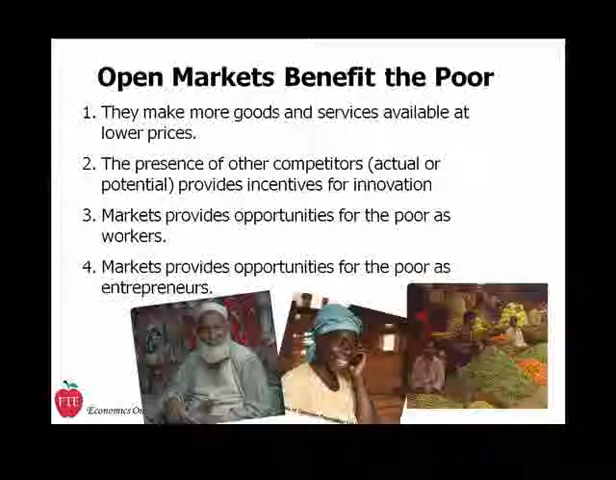 Open Markets Benefit the Poor
1. They make more goods and services available at
lower prices.
2. The presence of other competitors (actual or
potential) provides incentives for innovation
3. Markets provides opportunities for the poor as
workers.
4. Markets provides opportunities for the poor as
entrepreneurs.
FTE
Economics